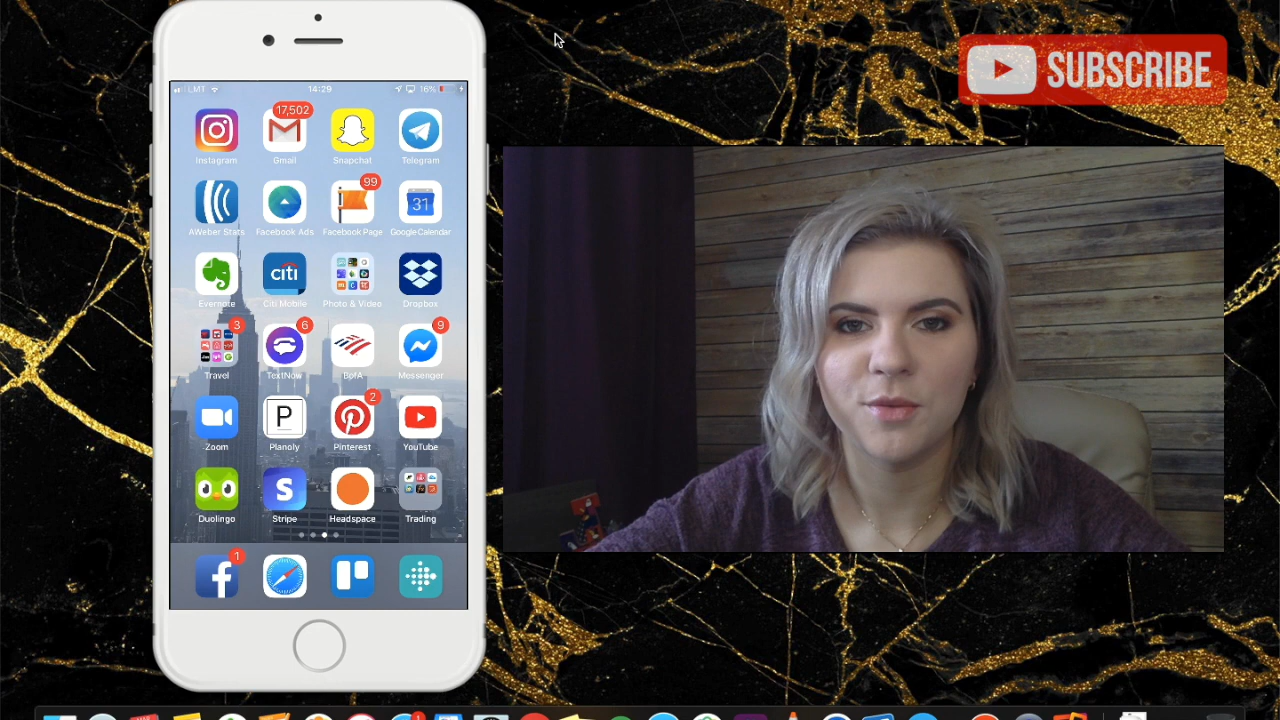 LMT 14:29 16%
17,502
Instagram Gmail Snapchat Telegram
99
31
AWeber Stats Facebook Ads Facebook Page Google Calendar
citi
Evernote Citi Mobile Photo & Video Dropbox
3 6 9
Travel TextNow BofA Messenger
2
P
Zoom Planoly Pinterest YouTube
S
Duolingo Stripe Headspace Trading
1
f
SUBSCRIBE
1